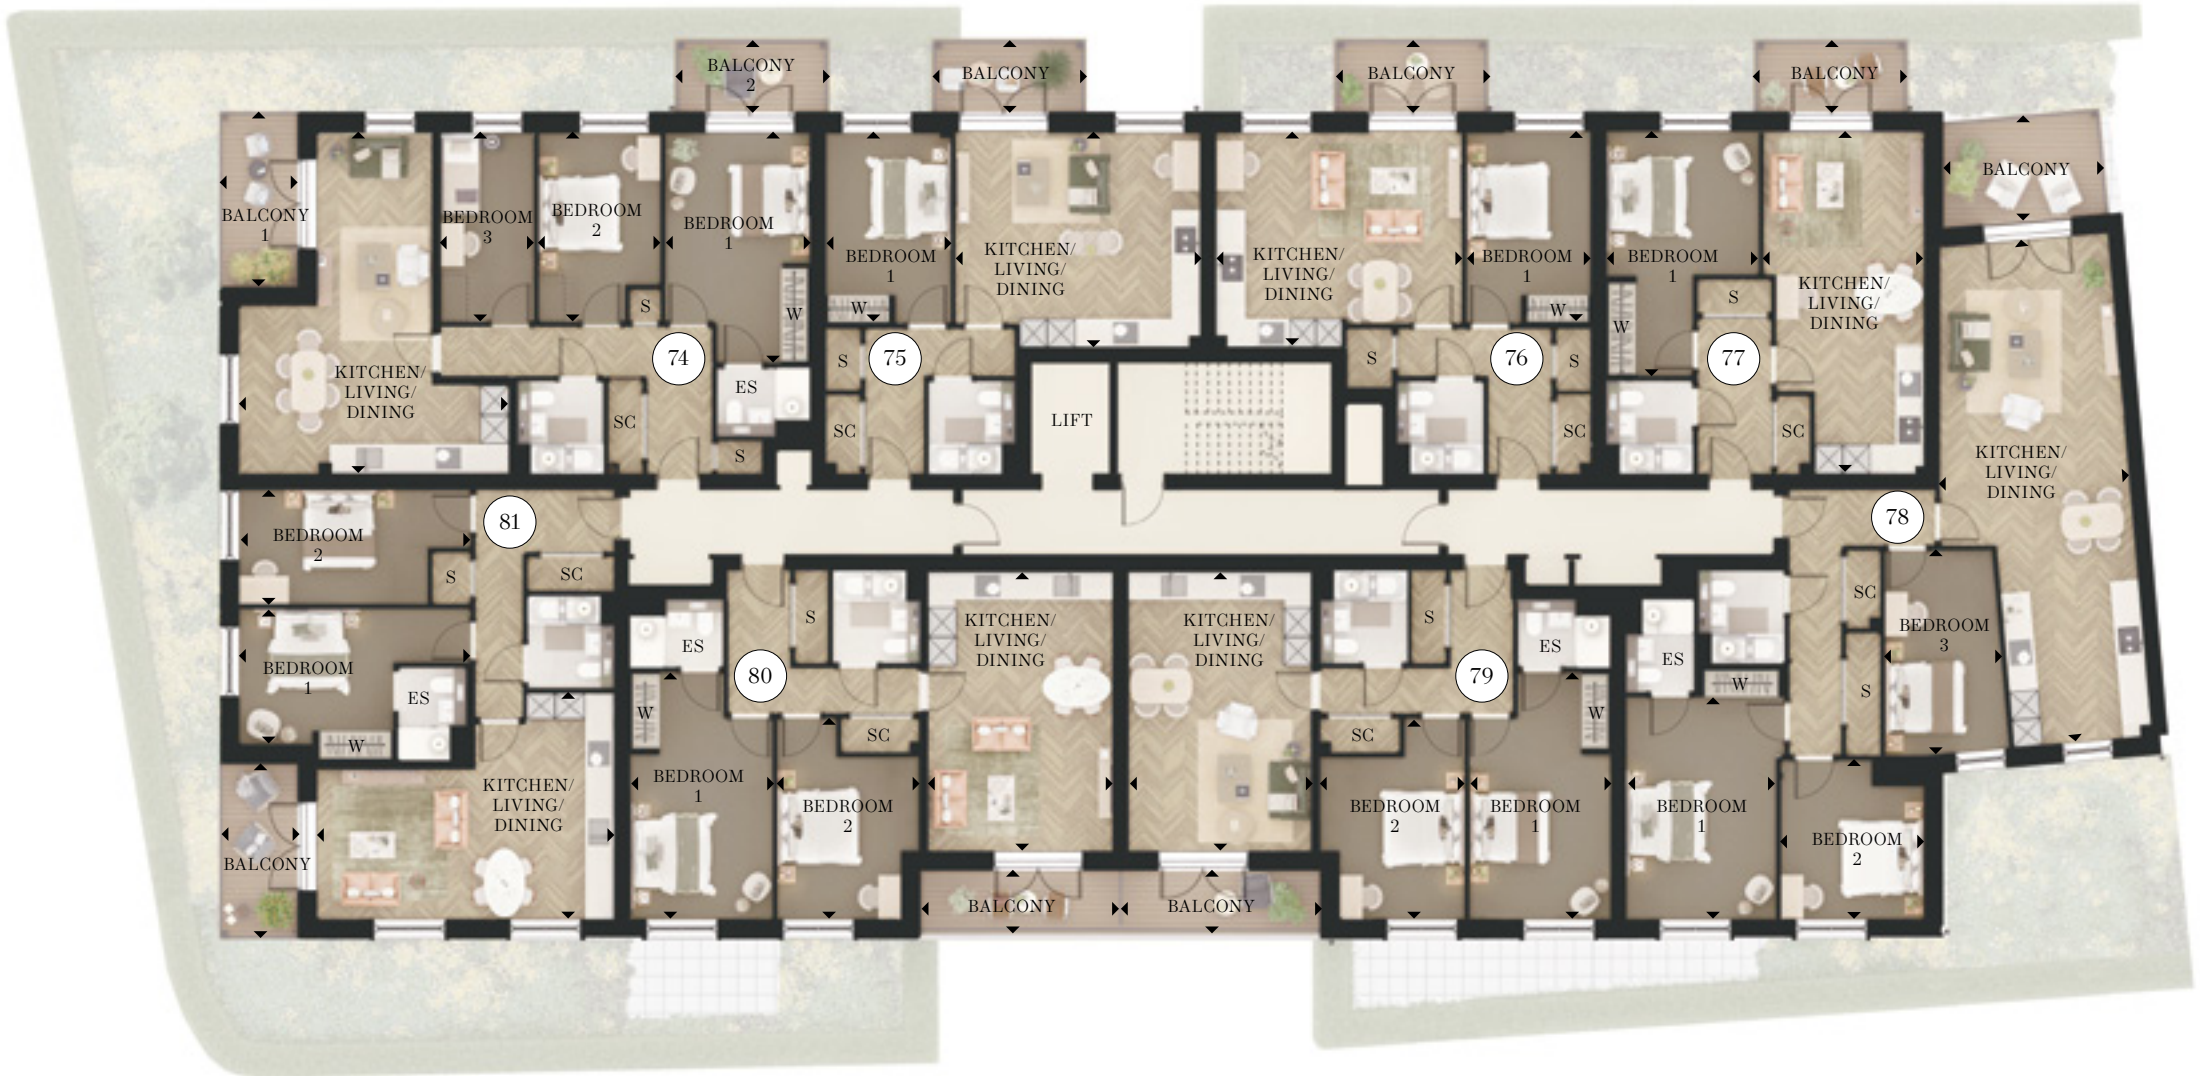 BALCONY
2
BALCONY
BALCONY
BALCONY
BALCONY
1
BEDROOM
3
BEDROOM
2
BEDROOM
1
BEDROOM
1
KITCHEN/
LIVING/
DINING
KITCHEN/
LIVING/
DINING
BEDROOM
1
BEDROOM
1
KITCHEN/
LIVING/
DINING
BALCONY
S
W
W
W
W
S
KITCHEN/
LIVING/
DINING
74
ES
S
75
S
76
S
77
SC
S
SC
LIFT
SC
SC
KITCHEN/
LIVING/
DINING
BEDROOM
2
81
78
S
SC
BEDROOM
1
ES
W
ES
S
80
KITCHEN/
LIVING/
DINING
KITCHEN/
LIVING/
DINING
S
79
ES
ES
SC
S
BEDROOM
3
W
W
W
SC
SC
BALCONY
KITCHEN/
LIVING/
DINING
BEDROOM
1
BEDROOM
2
BEDROOM
2
BEDROOM
1
BEDROOM
1
BEDROOM
2
BALCONY
BALCONY